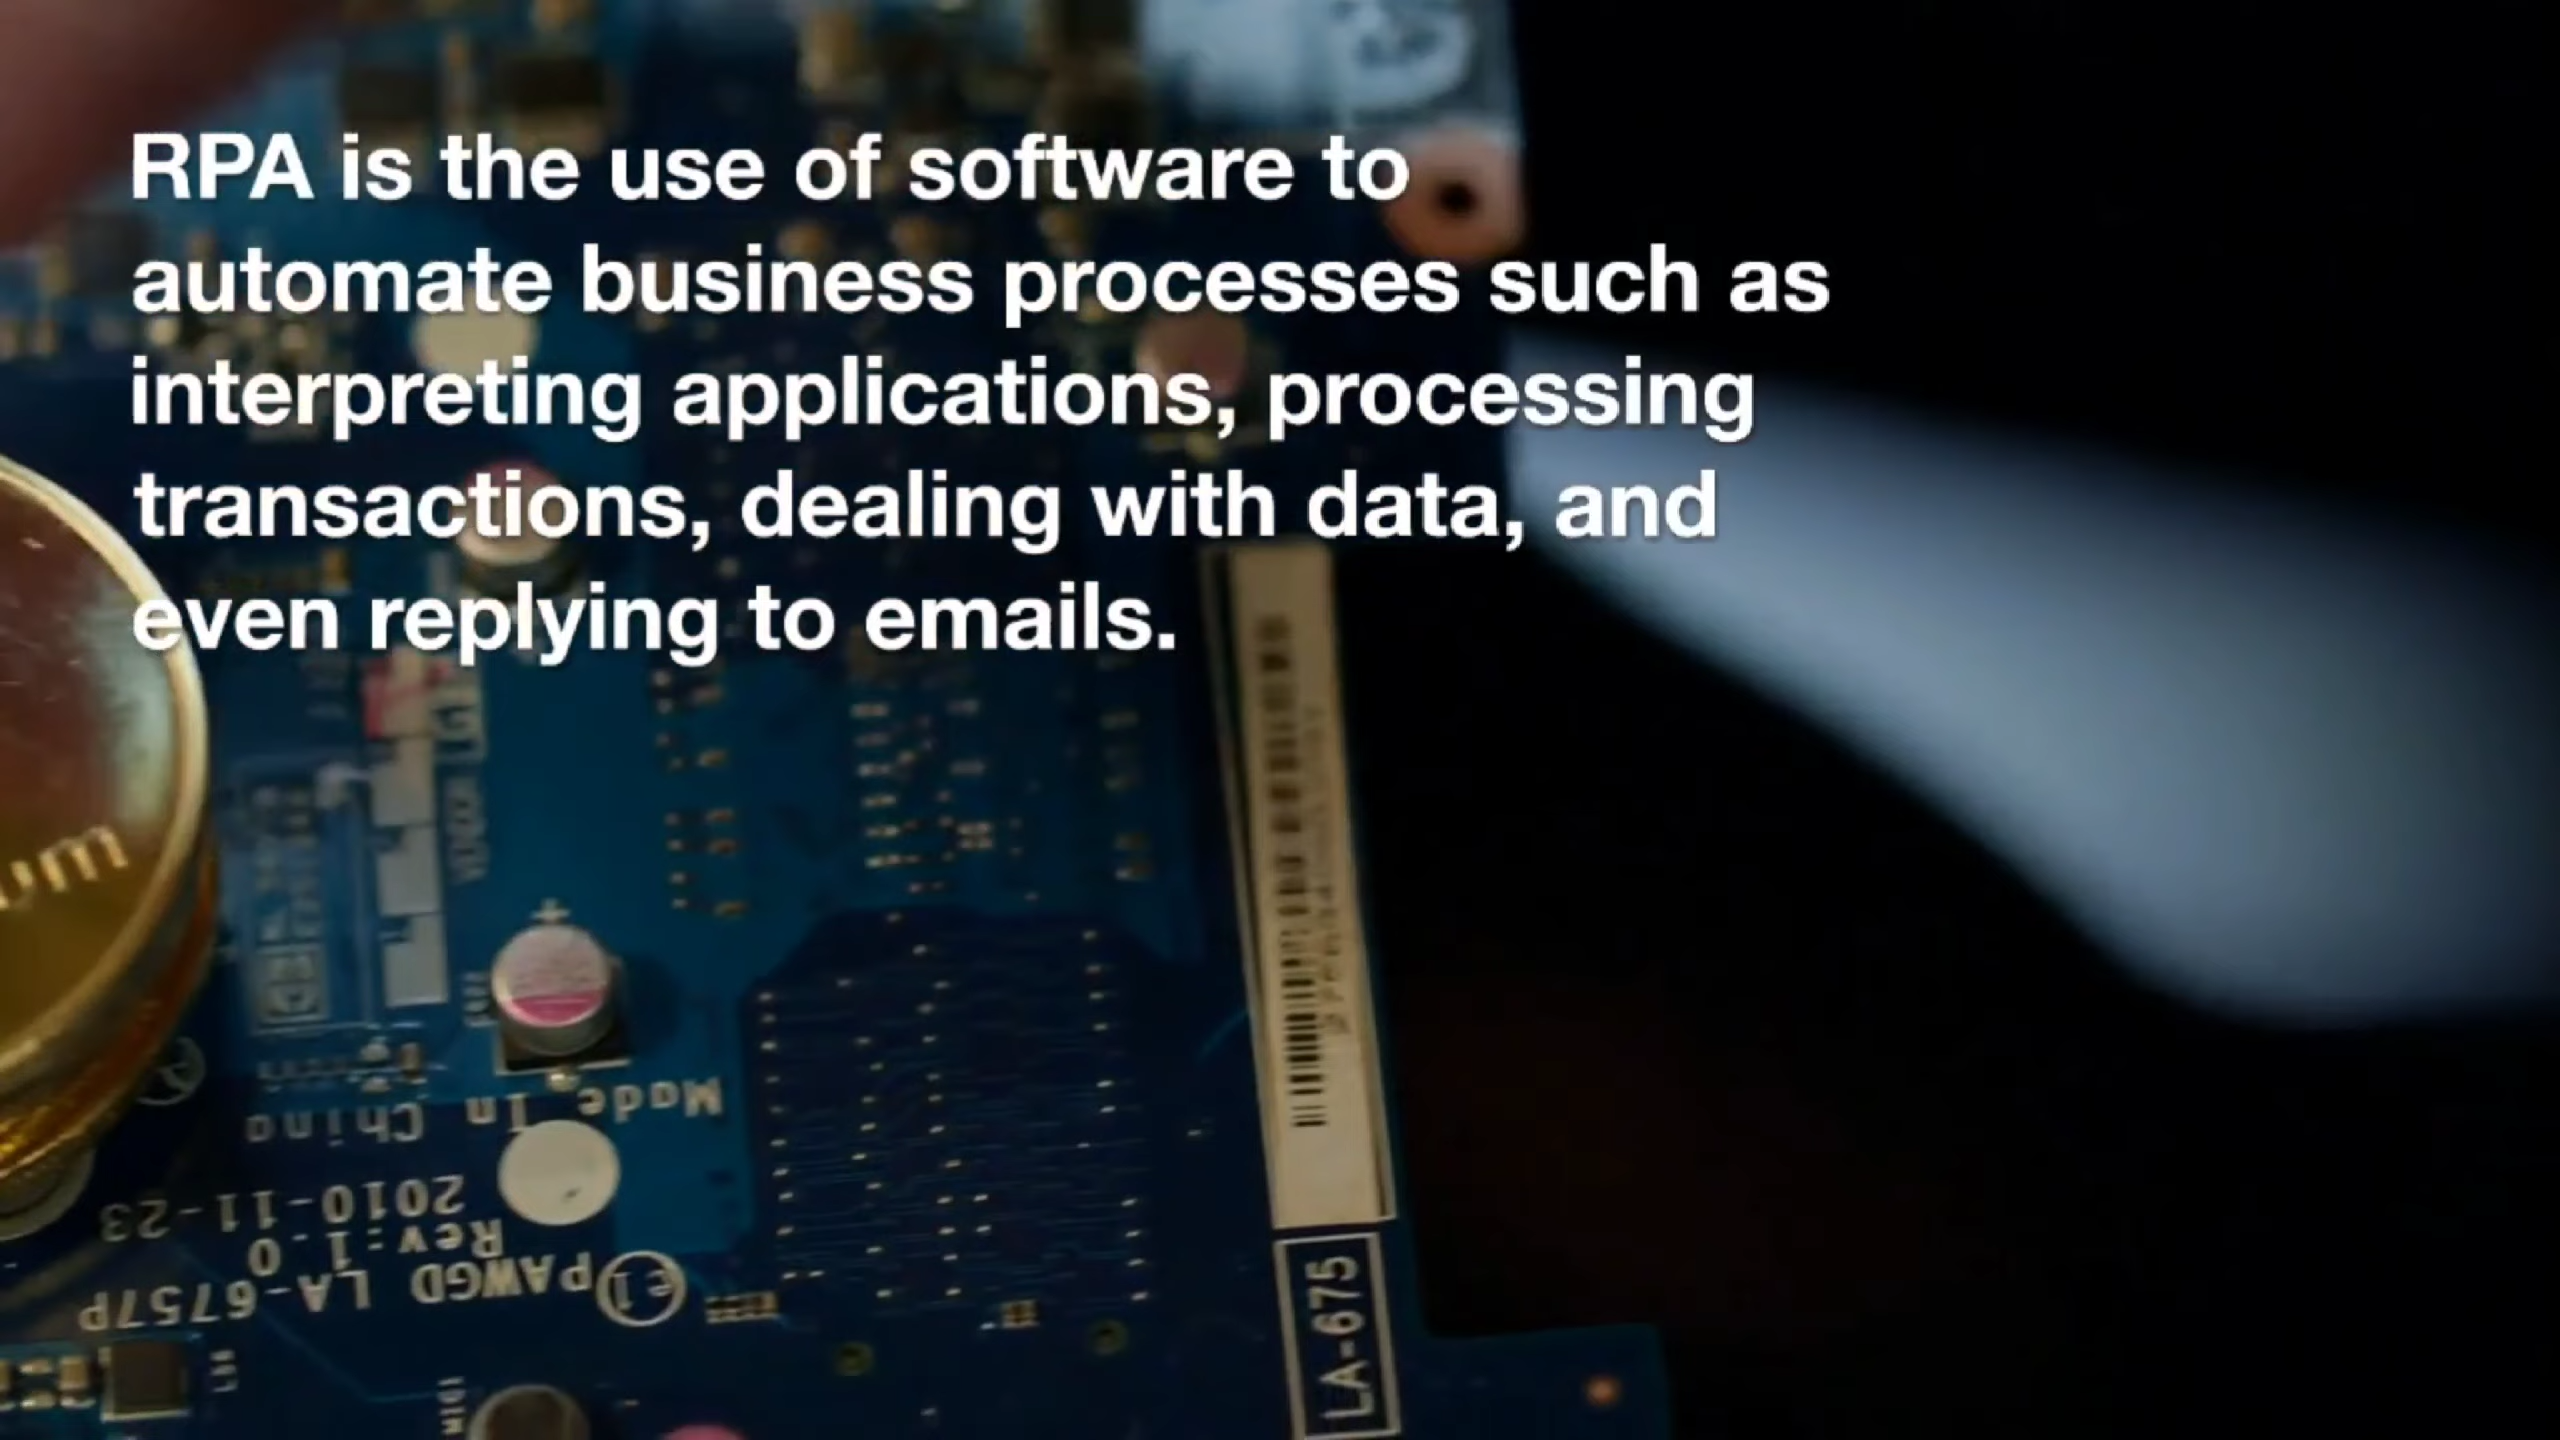 RPA is the use of software to
automate business processes such as
interpreting applications, processing
transactions, dealing with data, and
even replying to emails.
Made In China
2010-11-23
Rev:1.0
PAWGD LA-6757P
e1
LA-675